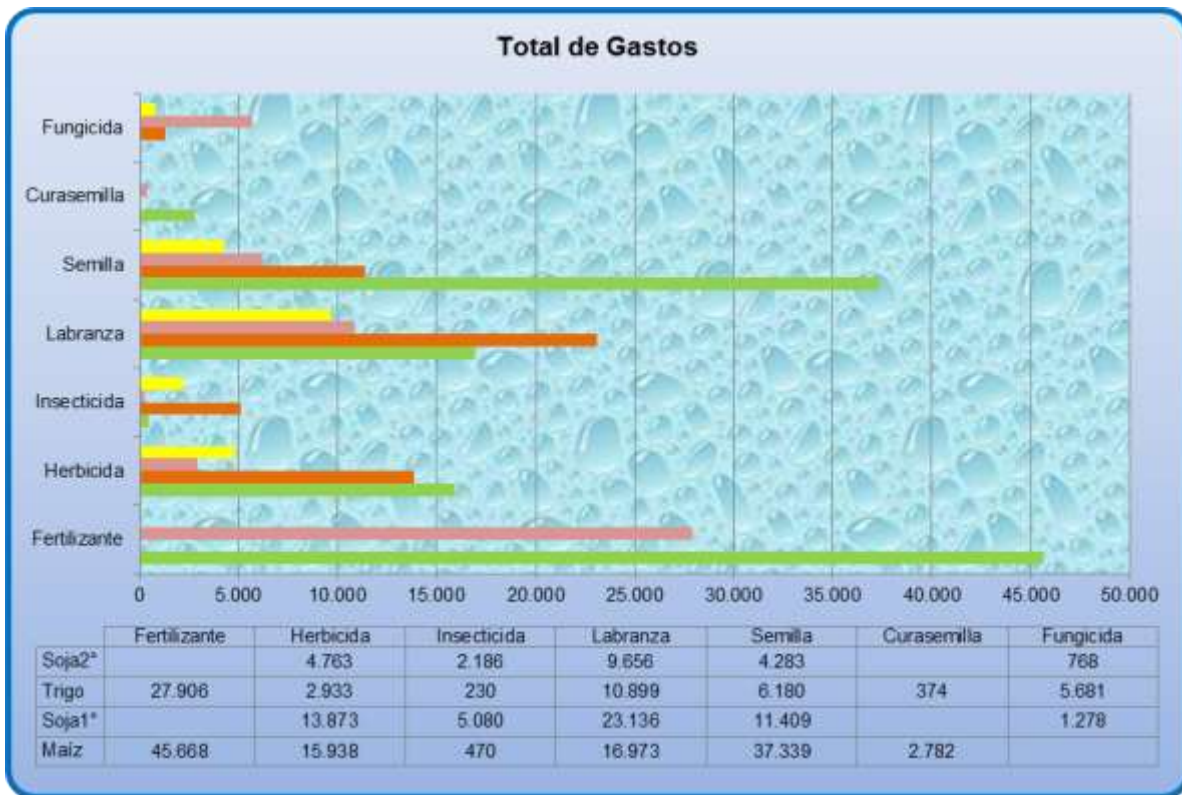 Total de Gastos
Fungicida
Curasemilla
Semilla
Labranza
Insecticida
Herbicida
Fertilizante
0 5.000 10.000 15.000 20.000 25.000 30.000 35.000 40.000 45.000 50.000
Fertilizante Herbicida Insecticida Labranza Semilla Curasemilla Fungicida
Soja2° 4.763 2.186 9.656 4.283 768
Trigo 27.906 2.933 230 10.899 6.180 374 5.681
Soja1° 13.873 5.080 23.136 11.409 1.278
Maíz 45.668 15.938 470 16.973 37.339 2.782